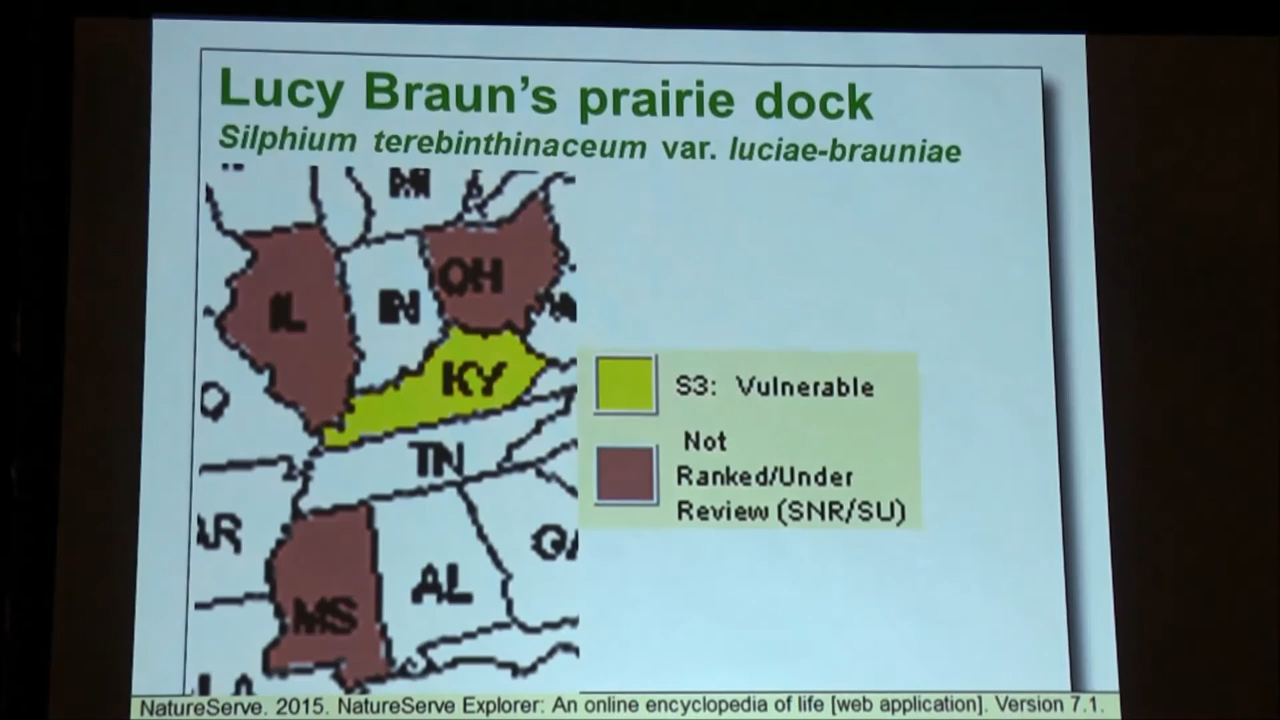 Lucy Braun's prairie dock
Silphium terebinthinaceum var. luciae-brauniae
MI
OH
IL
IN
KY
S3: Vulnerable
Not
Ranked/Under
Review (SNR/SU)
TN
AR
AL
MS
LA
NatureServe. 2015. NatureServe Explorer: An online encyclopedia of life [web application]. Version 7.1.